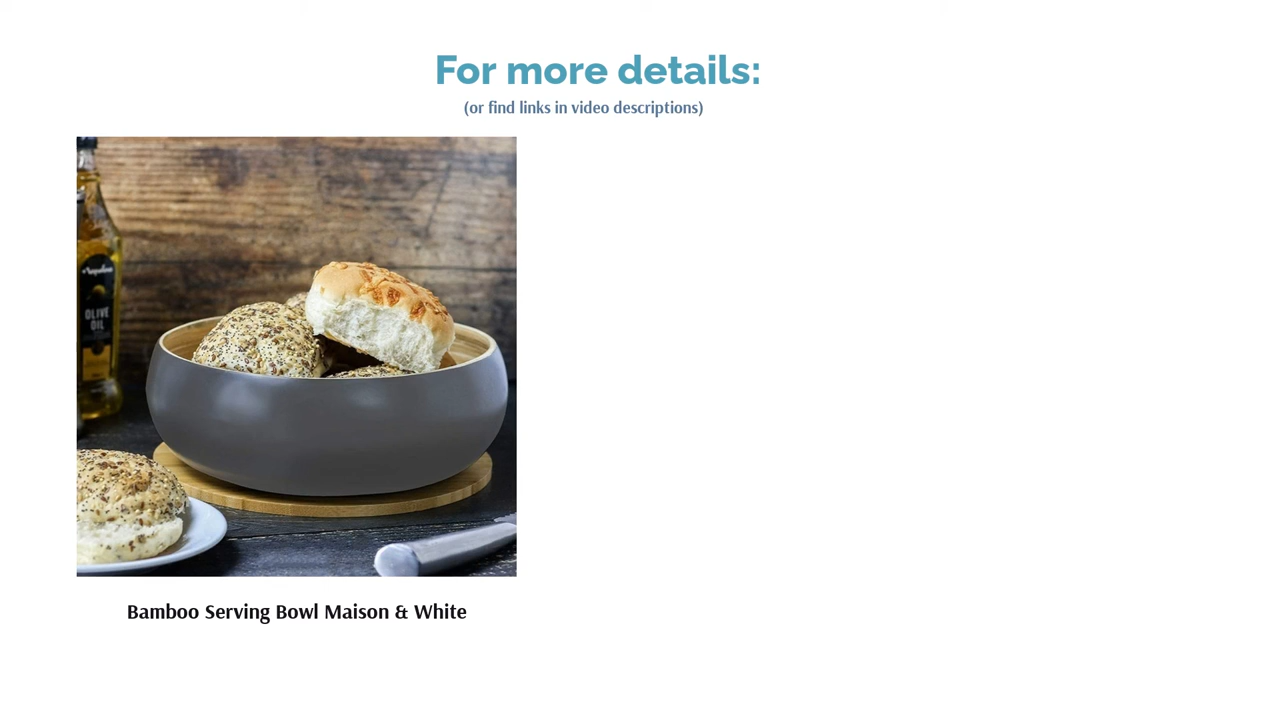 For more details:
(or find links in video descriptions)
OLIVE
OIL
Bamboo Serving Bowl Maison & White